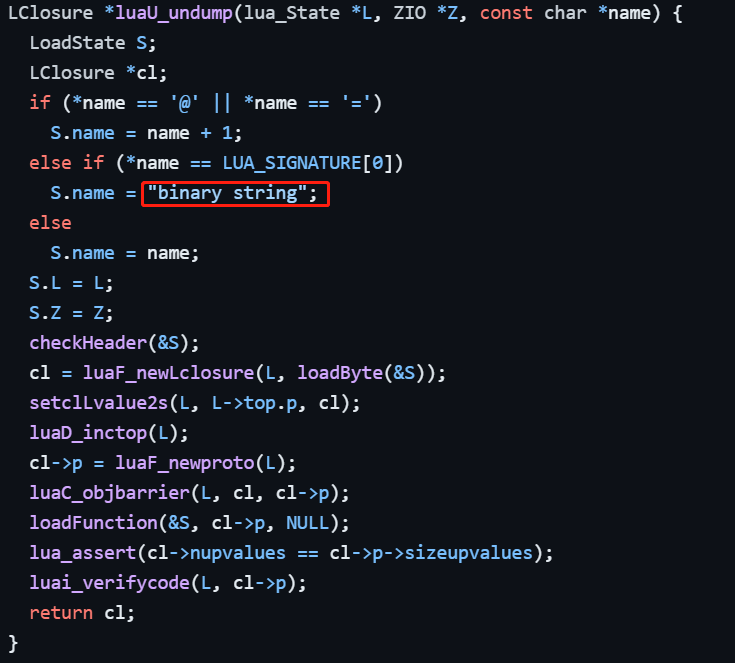 LClosure *luaU_undump(lua_State *L, ZIO *Z, const char *name) {
  LoadState S;
  LClosure *cl;
  if (*name == '@' || *name == '=')
    S.name = name + 1;
  else if (*name == LUA_SIGNATURE[0])
    S.name = "binary string";
  else
    S.name = name;
  S.L = L;
  S.Z = Z;
  checkHeader(&S);
  cl = luaF_newLclosure(L, loadByte(&S));
  setclLvalue2s(L, L->top.p, cl);
  luaD_inctop(L);
  cl->p = luaF_newproto(L);
  luaC_objbarrier(L, cl, cl->p);
  loadFunction(&S, cl->p, NULL);
  lua_assert(cl->nupvalues == cl->p->sizeupvalues);
  luai_verifycode(L, cl->p);
  return cl;
}